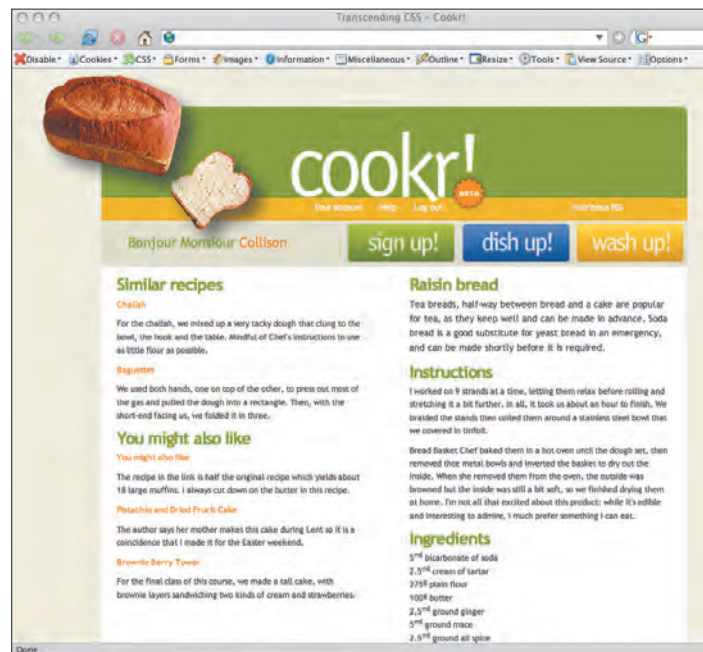 Transcending CSS – Cookr!
G
Disable Cookies CSS Forms Images Information Miscellaneous Outline Resize Tools View Source Options
cookr!
BETA
Your account Help Log out Nutritious RSS
Bonjour Monsieur Collison
sign up! dish up! wash up!
Similar recipes
Challah
For the challah, we mixed up a very tacky dough that clung to the
bowl, the hook and the table. Mindful of Chef's instructions to use
as little flour as possible.
Baguettes
We used both hands, one on top of the other, to press out most of
the gas and pulled the dough into a rectangle. Then, with the
short-end facing us, we folded it in three.
You might also like
You might also like
The recipe in the link is half the original recipe which yields about
18 large muffins. I always cut down on the butter in this recipe.
Pistachio and Dried Fruit Cake
The author says her mother makes this cake during Lent so it is a
coincidence that I made it for the Easter weekend.
Brownie Berry Tower
For the final class of this course, we made a tall cake, with
brownie layers sandwiching two kinds of cream and strawberries.
Raisin bread
Tea breads, half-way between bread and a cake are popular
for tea, as they keep well and can be made in advance. Soda
bread is a good substitute for yeast bread in an emergency,
and can be made shortly before it is required.
Instructions
I worked on 9 strands at a time, letting them relax before rolling and
stretching it a bit further. In all, it took us about an hour to finish. We
braided the stands then coiled them around a stainless steel bowl that
we covered in tinfoil.
Bread Basket Chef baked them in a hot oven until the dough set, then
removed thce metal bowls and inverted the basket to dry out the
inside. When she removed them from the oven, the outside was
browned but the inside was still a bit soft, so we finished drying them
at home. I'm not all that excited about this product: while it's edible
and interesting to admire, I much prefer something I can eat.
Ingredients
5ml bicarbonate of soda
2.5ml cream of tartar
275g plain flour
100g butter
2.5ml ground ginger
5ml ground mace
2.5ml ground all spice
Done